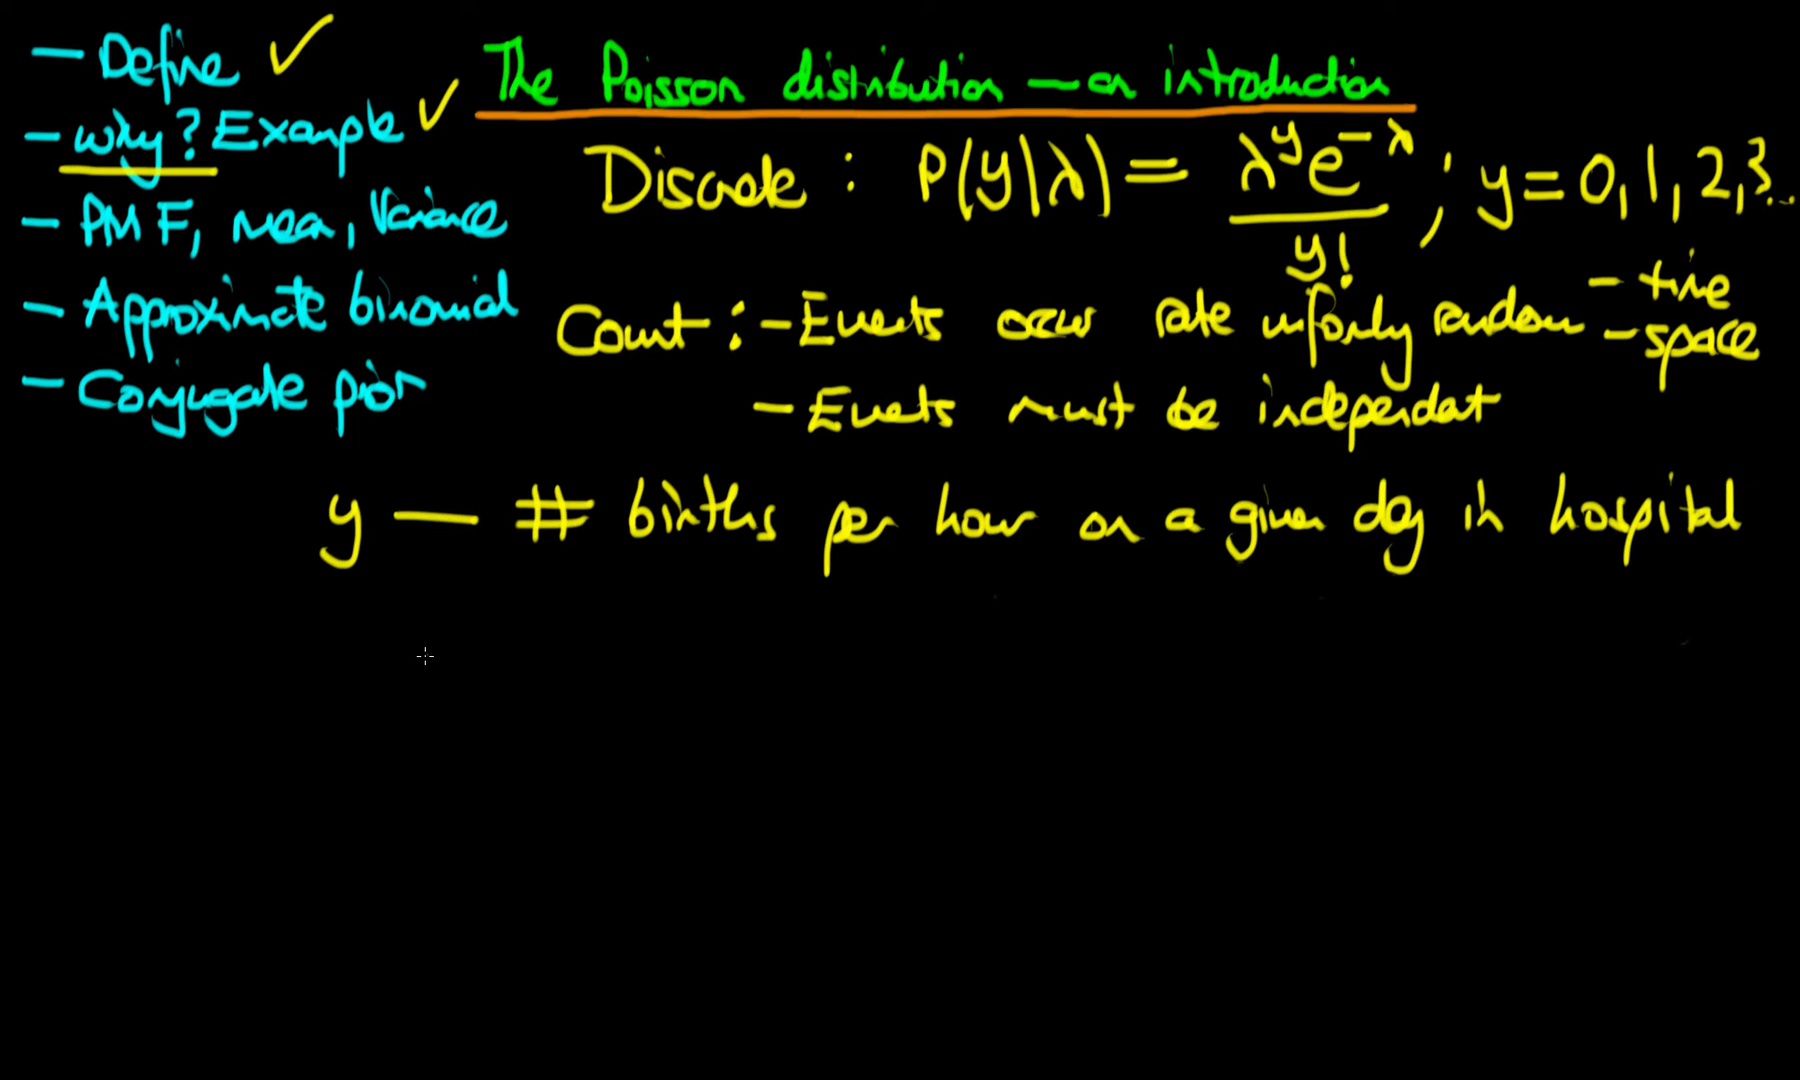 The Poisson distribution – an introduction
- Define ✓
- why? Example ✓
- PMF, mean, Variance
- Approximate binomial
- Conjugate prior
Discrete : P(y|λ) = λ^y e^-λ / y! ; y = 0, 1, 2, 3...
Count : - Events occur rate uniformly random - time - space
- Events must be independent
y — # births per hour on a given day in hospital